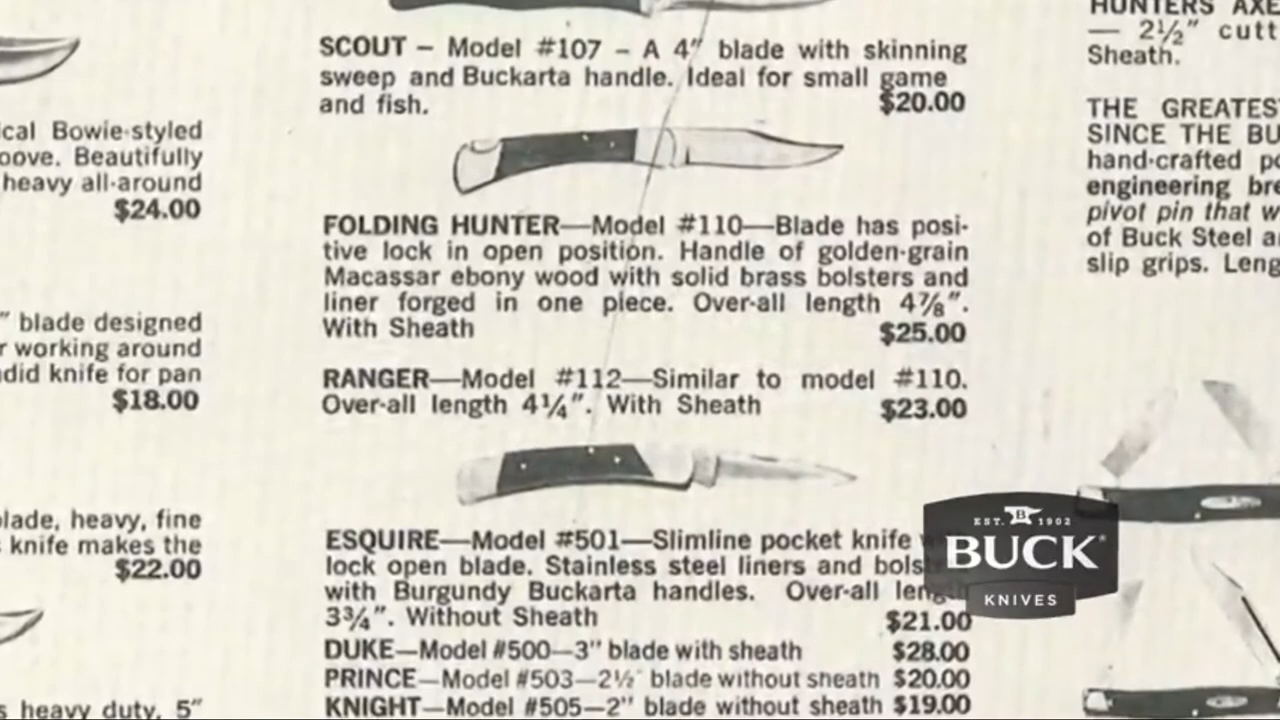 ical Bowie-styled
oove. Beautifully
heavy all-around
$24.00
" blade designed
r working around
ndid knife for pan
$18.00
blade, heavy, fine
knife makes the
$22.00
s heavy duty, 5"
SCOUT – Model #107 – A 4" blade with skinning
sweep and Buckarta handle. Ideal for small game
and fish. $20.00
FOLDING HUNTER—Model #110—Blade has posi-
tive lock in open position. Handle of golden-grain
Macassar ebony wood with solid brass bolsters and
liner forged in one piece. Over-all length 4⅞".
With Sheath $25.00
RANGER—Model #112—Similar to model #110.
Over-all length 4¼". With Sheath $23.00
ESQUIRE—Model #501—Slimline pocket knife
lock open blade. Stainless steel liners and bolst
with Burgundy Buckarta handles. Over-all length
3¾". Without Sheath $21.00
DUKE—Model #500—3" blade with sheath $28.00
PRINCE—Model #503—2½" blade without sheath $20.00
KNIGHT—Model #505—2" blade without sheath $19.00
HUNTERS AXE
— 2½" cutt
Sheath.
THE GREATEST
SINCE THE BU
hand-crafted po
engineering bre
pivot pin that w
of Buck Steel a
slip grips. Leng
EST. B 1902
BUCK®
KNIVES